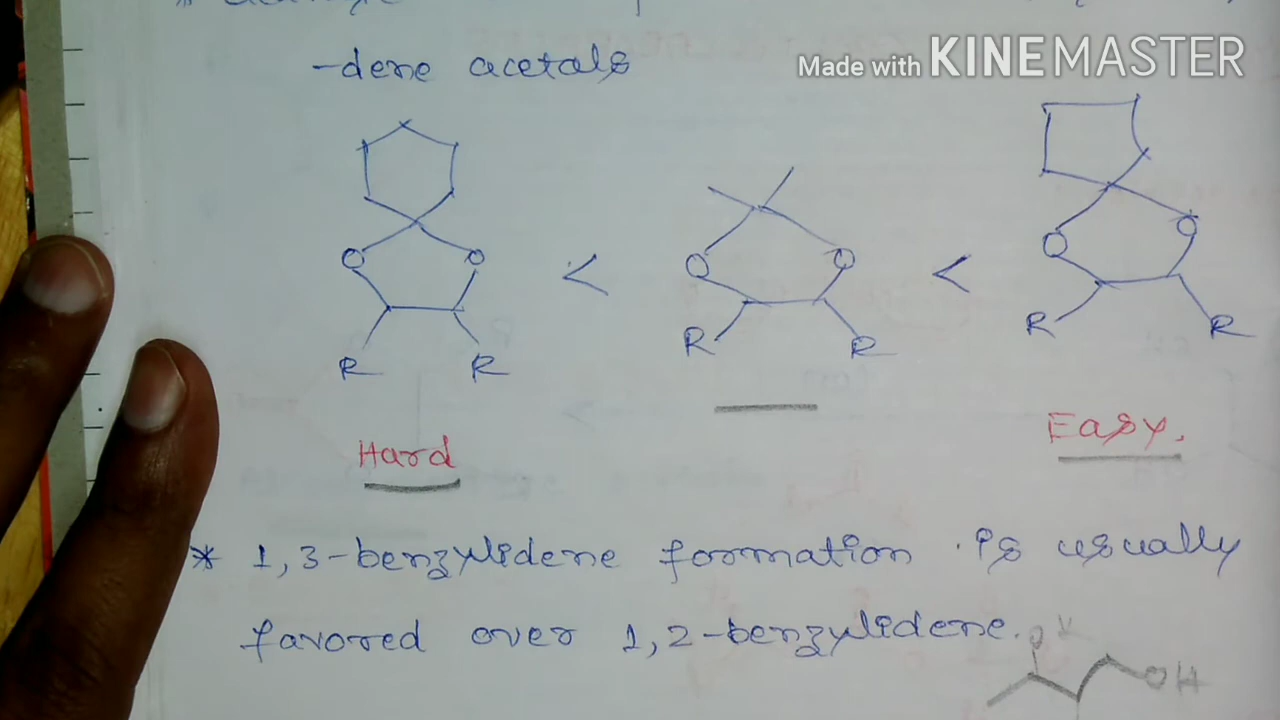 -dene acetals
Made with KINEMASTER
O O < O O < O O
R R R R R R
Hard
Easy.
* 1,3-benzylidene formation is usually
favored over 1,2-benzylidene.
OH